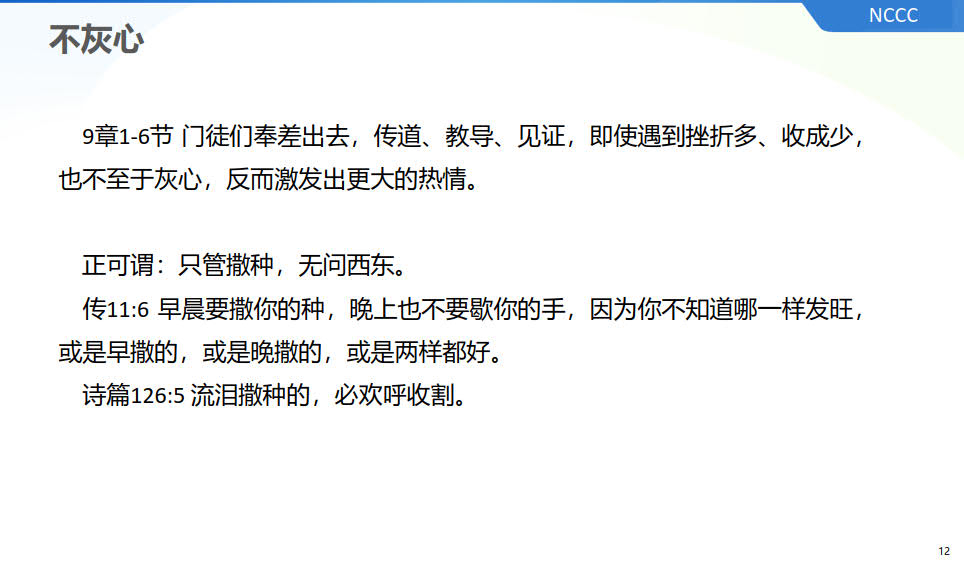 NCCC
不灰心
9章1-6节 门徒们奉差出去，传道、教导、见证，即使遇到挫折多、收成少，
也不至于灰心，反而激发出更大的热情。
正可谓：只管撒种，无问西东。
传11:6 早晨要撒你的种，晚上也不要歇你的手，因为你不知道哪一样发旺，
或是早撒的，或是晚撒的，或是两样都好。
诗篇126:5 流泪撒种的，必欢呼收割。
12